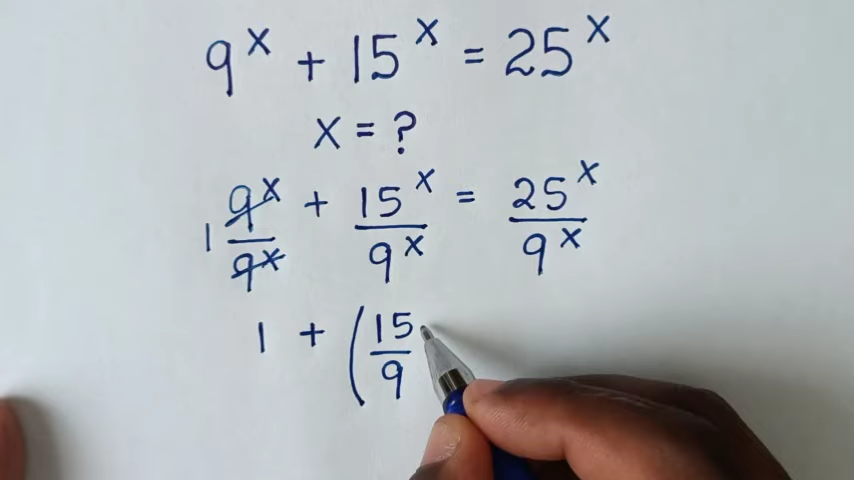 9^x + 15^x = 25^x
x = ?
1 9^x/9^x + 15^x/9^x = 25^x/9^x
1 + (15/9